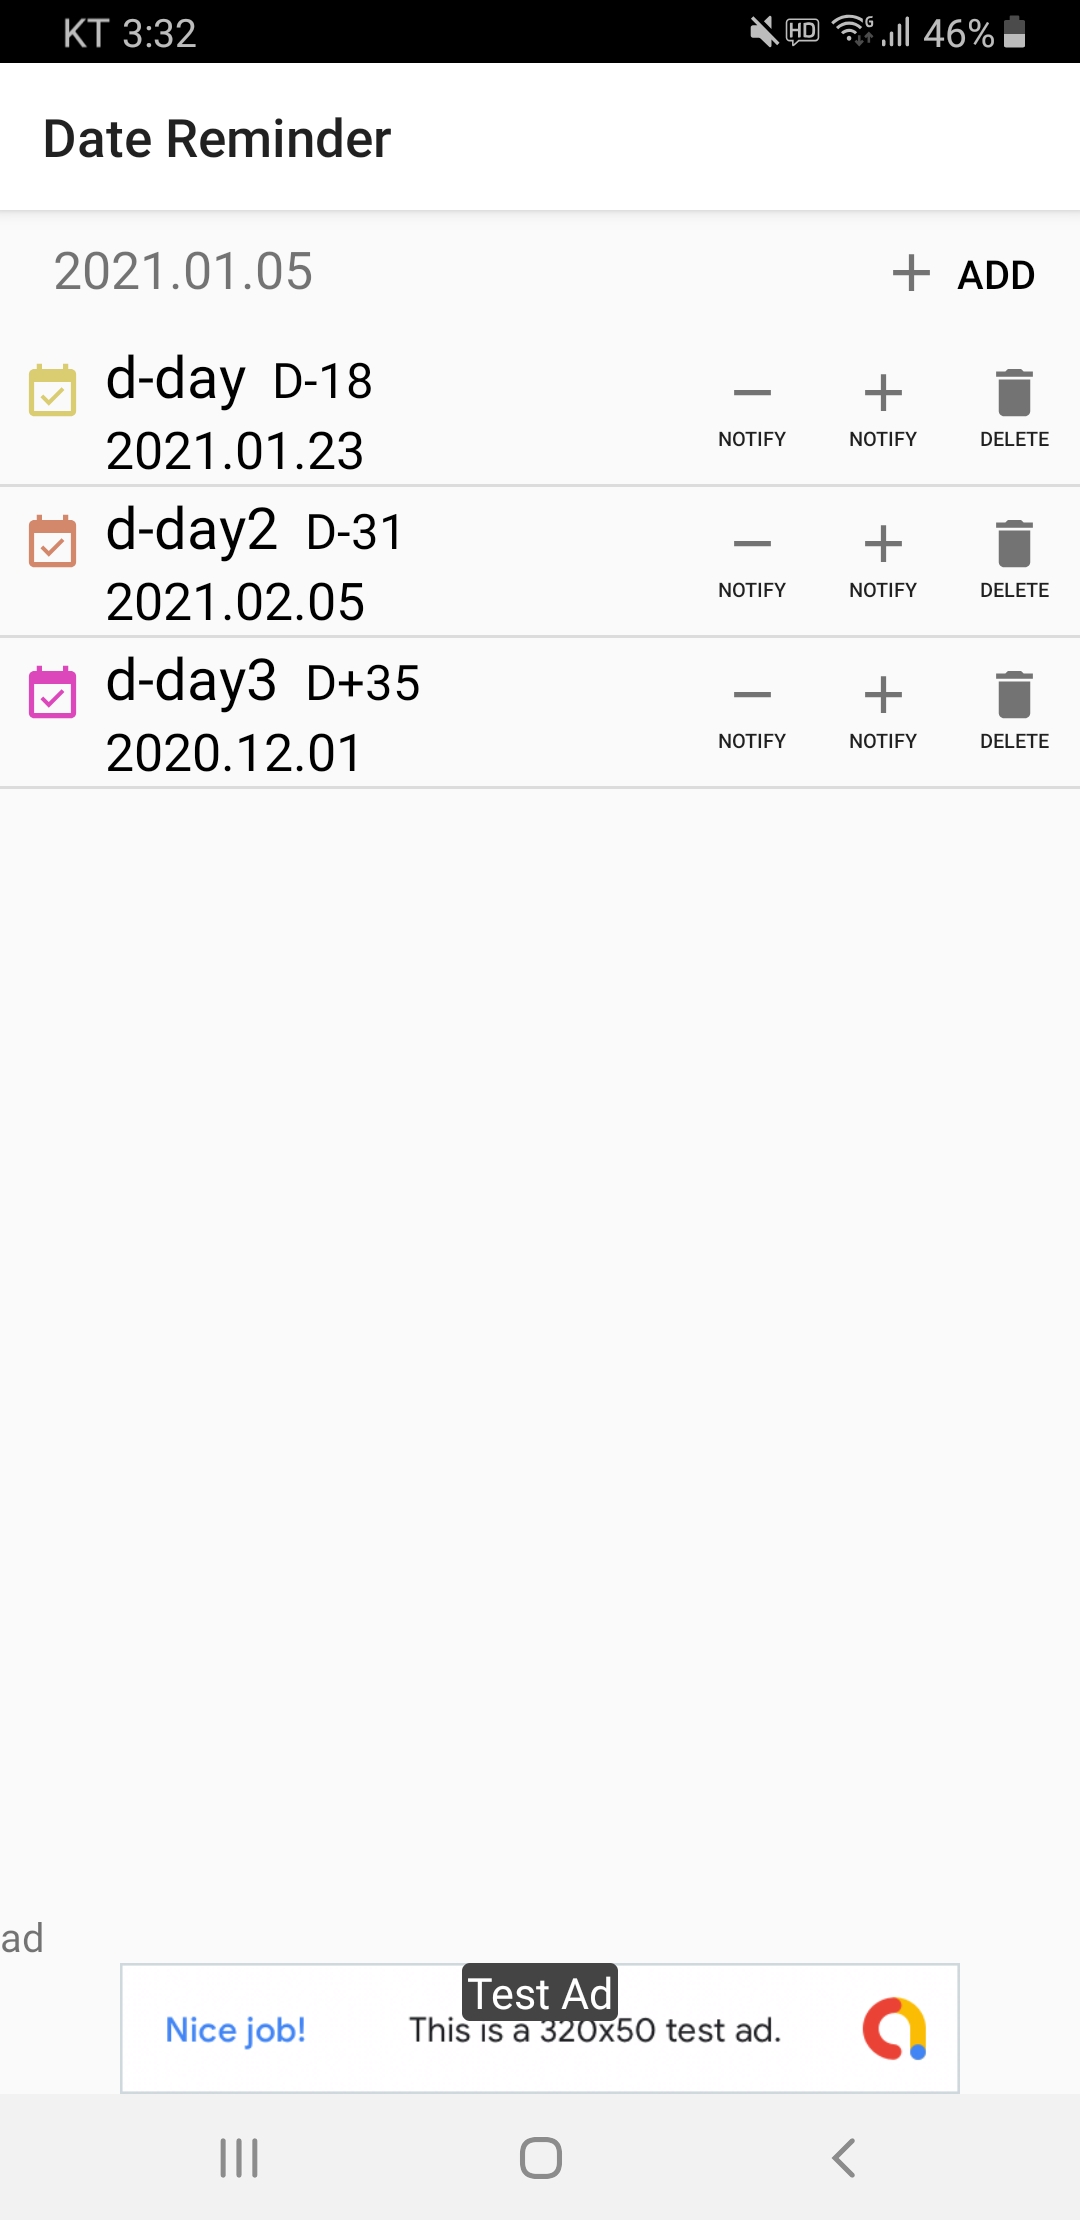 KT 3:32 HD G 46%
Date Reminder
2021.01.05 + ADD
d-day D-18
2021.01.23
NOTIFY NOTIFY DELETE
d-day2 D-31
2021.02.05
NOTIFY NOTIFY DELETE
d-day3 D+35
2020.12.01
NOTIFY NOTIFY DELETE
ad
Test Ad
Nice job! This is a 320x50 test ad.